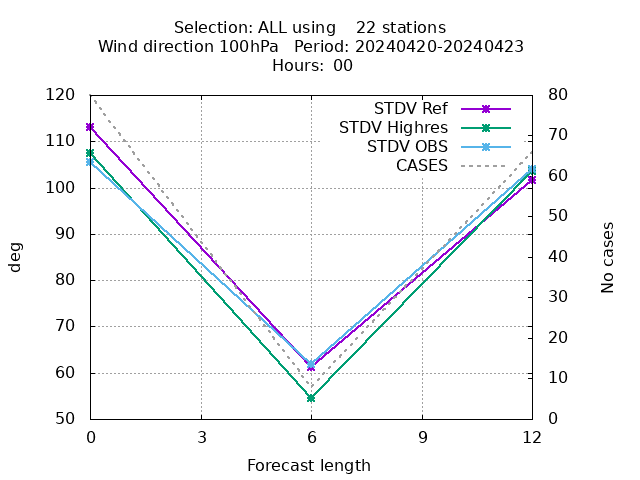 Selection: ALL using    22 stations
Wind direction 100hPa   Period: 20240420-20240423
Hours:  00
120
110
100
90
80
70
60
50
80
70
60
50
40
30
20
10
0
STDV Ref
STDV Highres
STDV OBS
CASES
deg
No cases
0 3 6 9 12
Forecast length